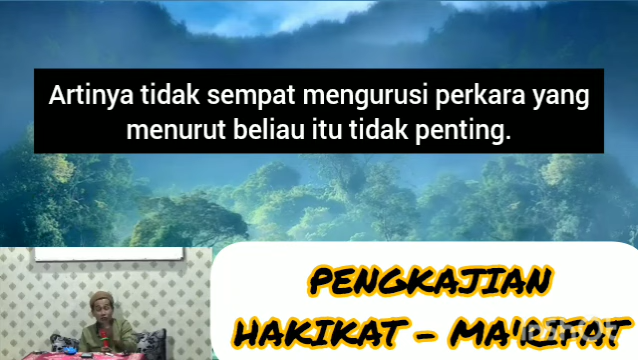 Artinya tidak sempat mengurusi perkara yang
menurut beliau itu tidak penting.
PENGKAJIAN
HAKIKAT - MA'RIFAT